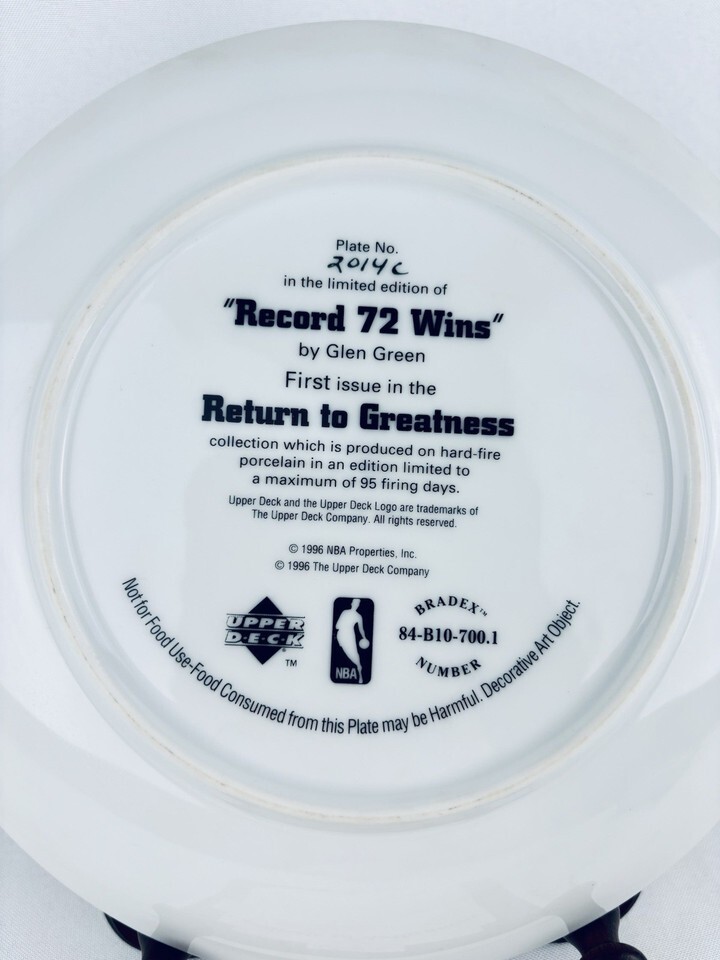 Plate No.
2014C
in the limited edition of
"Record 72 Wins"
by Glen Green
First issue in the
Return to Greatness
collection which is produced on hard-fire
porcelain in an edition limited to
a maximum of 95 firing days.
Upper Deck and the Upper Deck Logo are trademarks of
The Upper Deck Company. All rights reserved.
© 1996 NBA Properties, Inc.
© 1996 The Upper Deck Company
UPPER
D·E·C·K
TM
NBA
BRADEX™
84-B10-700.1
NUMBER
Not for Food Use-Food Consumed from this Plate may be Harmful. Decorative Art Object.